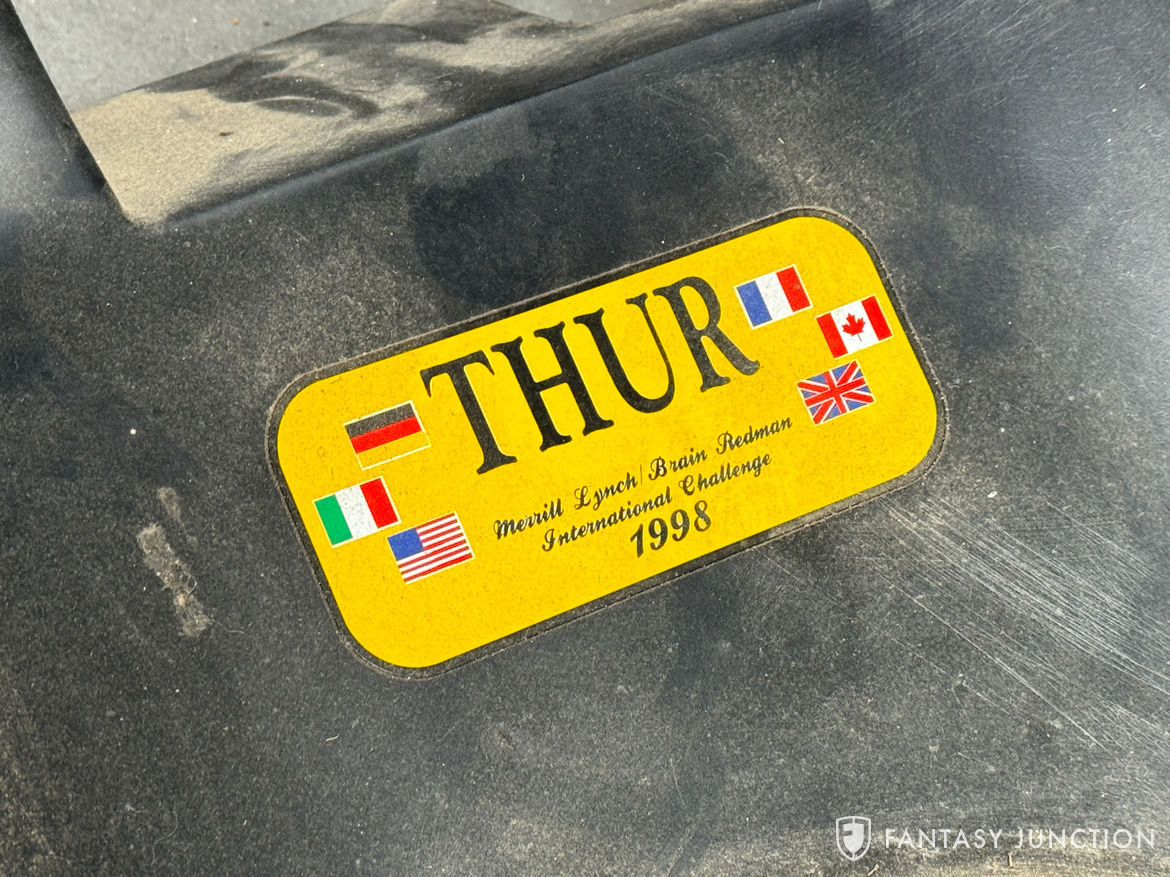 THUR
Merrill Lynch/Brain Redman
International Challenge
1998
FANTASY JUNCTION